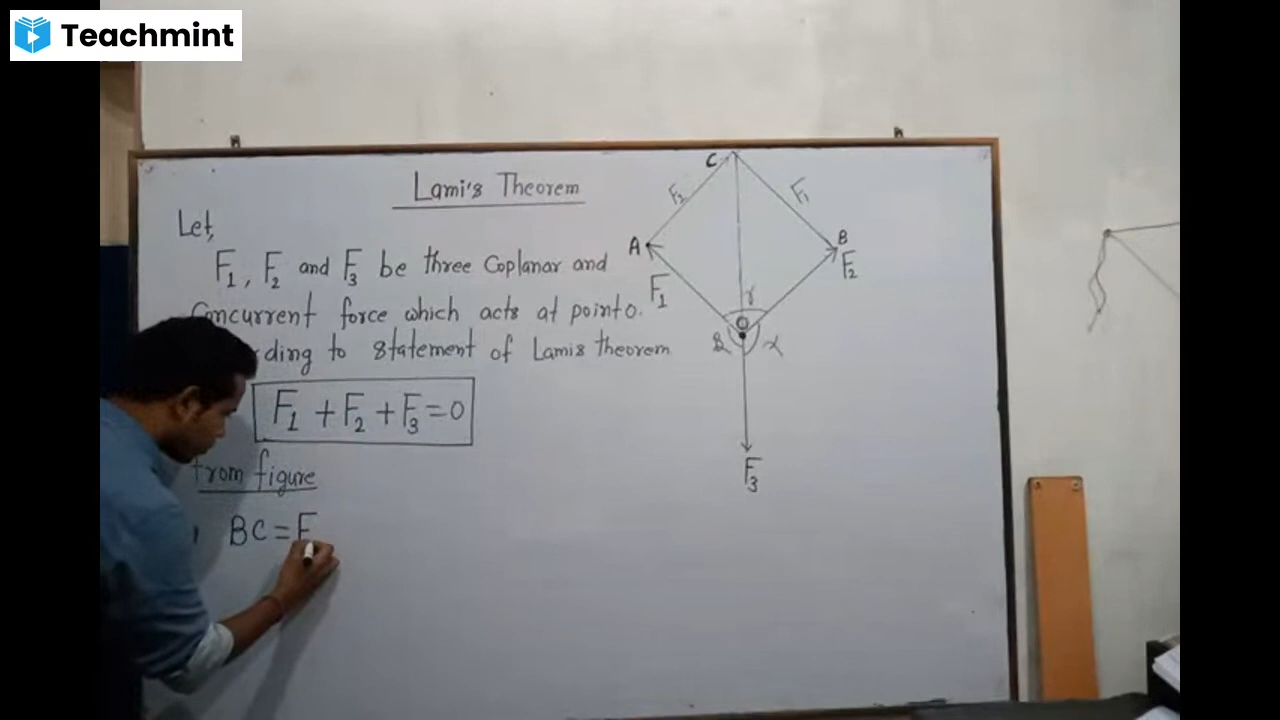 Teachmint
Lami's Theorem
Let,
F1, F2 and F3 be three Coplanar and
Concurrent force which acts at point O.
ding to statement of Lamis theorem
F1 + F2 + F3 = 0
from figure
BC = F
C
F2
F1
A
B
F1
F2
γ
O
α
F3